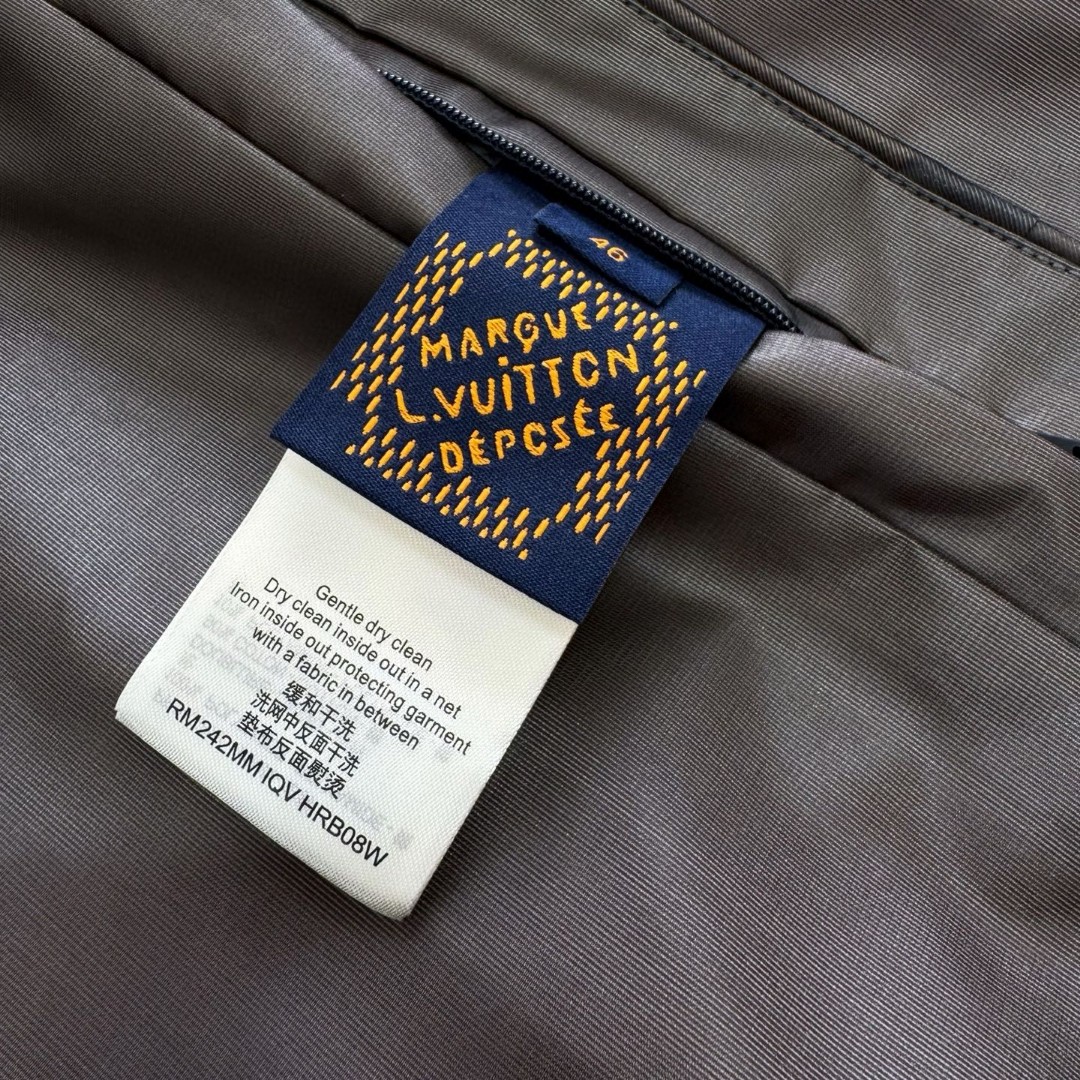 46
MARQUE
L.VUiTTON
DÉPOSÉE
Gentle dry clean
Dry clean inside out in a net
Iron inside out protecting garment
with a fabric in between
缓和干洗
洗网中反面干洗
垫布反面熨烫
RM242MM IQV HRB08W